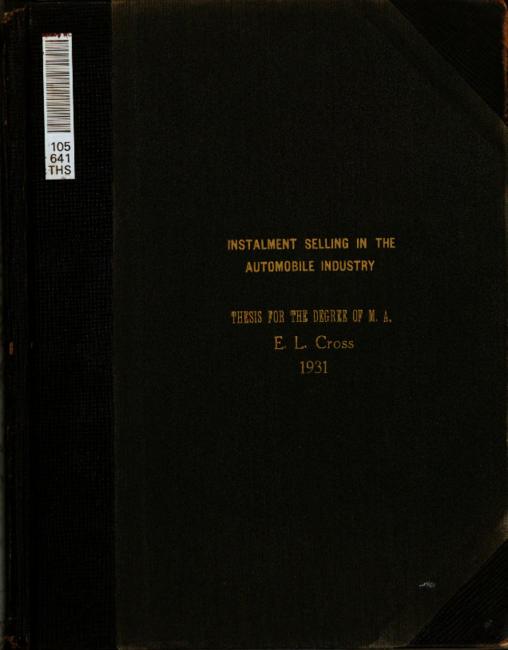 105
641
THS
INSTALMENT SELLING IN THE
AUTOMOBILE INDUSTRY
THESIS FOR THE DEGREE OF M. A.
E. L. Cross
1931